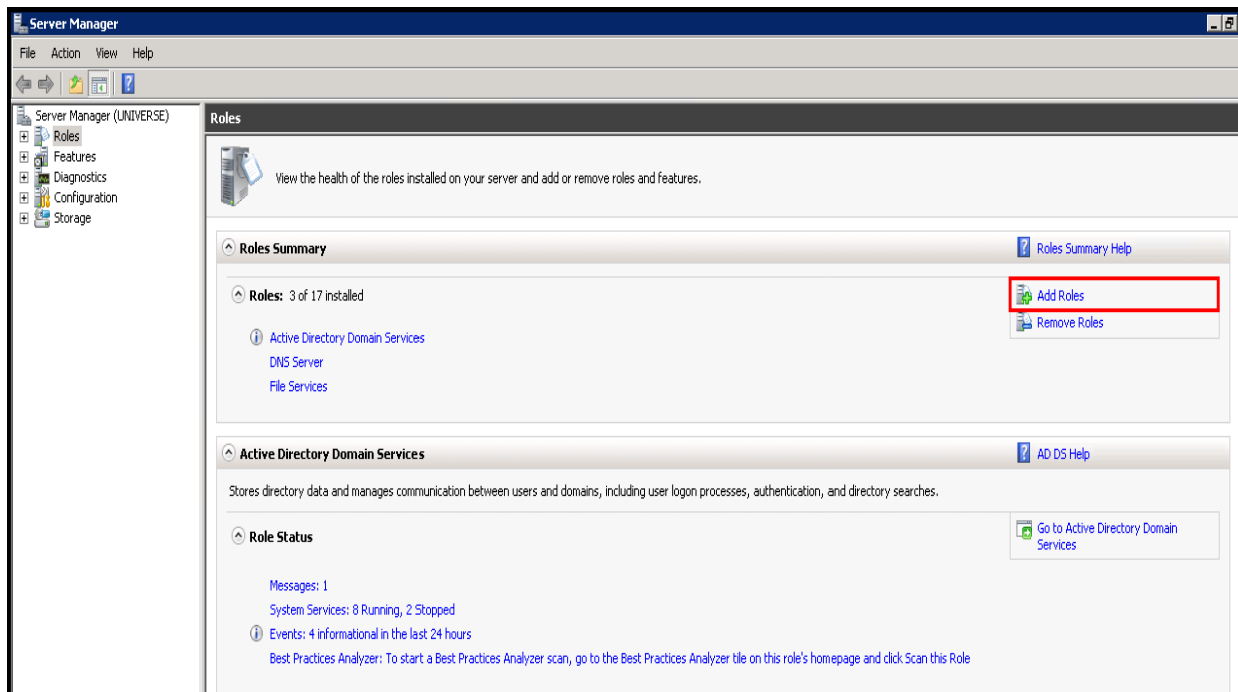 Server Manager
File Action View Help
Server Manager (UNIVERSE)
Roles
Features
Diagnostics
Configuration
Storage
Roles
View the health of the roles installed on your server and add or remove roles and features.
Roles Summary
Roles Summary Help
Roles: 3 of 17 installed
Add Roles
Remove Roles
Active Directory Domain Services
DNS Server
File Services
Active Directory Domain Services
AD DS Help
Stores directory data and manages communication between users and domains, including user logon processes, authentication, and directory searches.
Role Status
Go to Active Directory Domain
Services
Messages: 1
System Services: 8 Running, 2 Stopped
Events: 4 informational in the last 24 hours
Best Practices Analyzer: To start a Best Practices Analyzer scan, go to the Best Practices Analyzer tile on this role's homepage and click Scan this Role